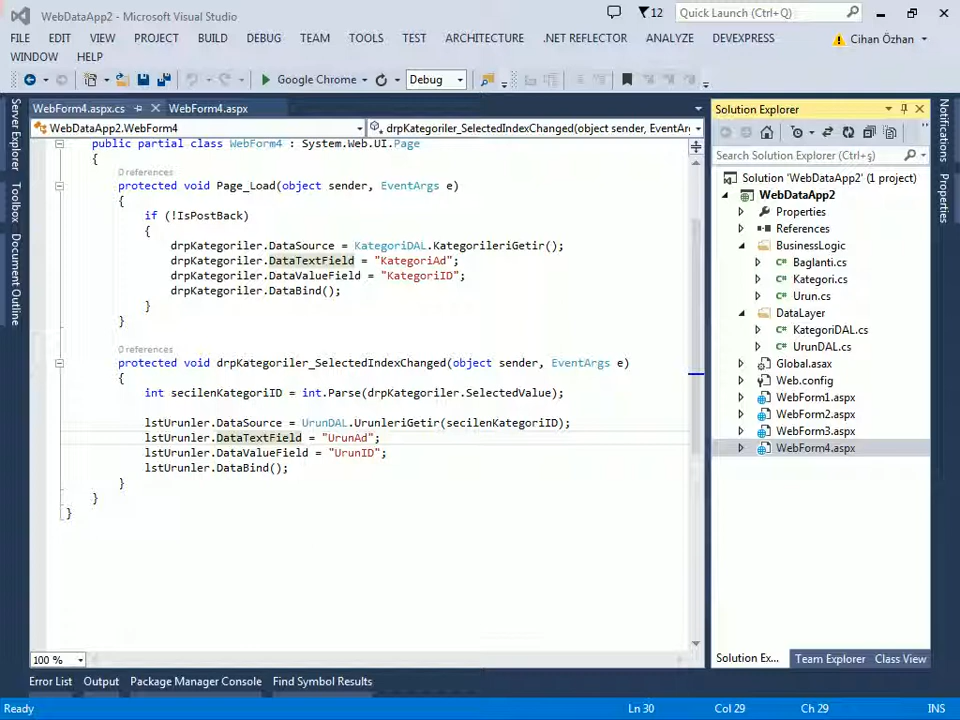 WebDataApp2 - Microsoft Visual Studio
12
Quick Launch (Ctrl+Q)
FILE EDIT VIEW PROJECT BUILD DEBUG TEAM TOOLS TEST ARCHITECTURE .NET REFLECTOR ANALYZE DEVEXPRESS
Cihan Özhan
WINDOW HELP
Google Chrome
Debug
Server Explorer
Toolbox
Document Outline
WebForm4.aspx.cs
WebForm4.aspx
WebDataApp2.WebForm4
drpKategoriler_SelectedIndexChanged(object sender, EventArg
public partial class WebForm4 : System.Web.UI.Page
{
0 references
protected void Page_Load(object sender, EventArgs e)
{
if (!IsPostBack)
{
drpKategoriler.DataSource = KategoriDAL.KategorileriGetir();
drpKategoriler.DataTextField = "KategoriAd";
drpKategoriler.DataValueField = "KategoriID";
drpKategoriler.DataBind();
}
}
0 references
protected void drpKategoriler_SelectedIndexChanged(object sender, EventArgs e)
{
int secilenKategoriID = int.Parse(drpKategoriler.SelectedValue);
lstUrunler.DataSource = UrunDAL.UrunleriGetir(secilenKategoriID);
lstUrunler.DataTextField = "UrunAd";
lstUrunler.DataValueField = "UrunID";
lstUrunler.DataBind();
}
}
}
100 %
Solution Explorer
Search Solution Explorer (Ctrl+ş)
Solution 'WebDataApp2' (1 project)
WebDataApp2
Properties
References
BusinessLogic
Baglanti.cs
Kategori.cs
Urun.cs
DataLayer
KategoriDAL.cs
UrunDAL.cs
Global.asax
Web.config
WebForm1.aspx
WebForm2.aspx
WebForm3.aspx
WebForm4.aspx
Solution Ex...
Team Explorer
Class View
Notifications
Properties
Error List
Output
Package Manager Console
Find Symbol Results
Ready
Ln 30
Col 29
Ch 29
INS